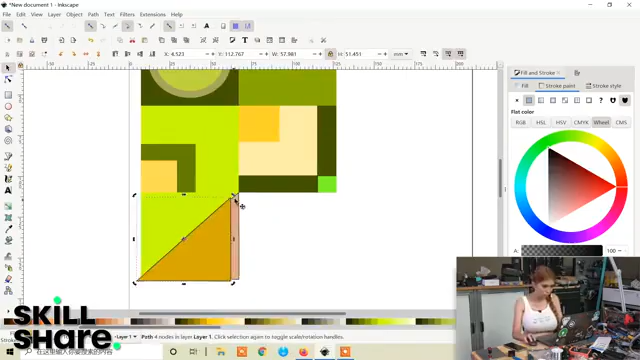 *New document 1 - Inkscape
File Edit View Layer Object Path Text Filters Extensions Help
X: 4.523 Y: 112.767 W: 57.981 H: 51.451 mm
Fill and Stroke
Fill Stroke paint Stroke style
Flat color
RGB HSL HSV CMYK Wheel CMS
A: 100
SKILL
Share.
Layer 1 Path 4 nodes in layer Layer 1. Click selection again to toggle scale/rotation handles.
在这里输入你要搜索的内容